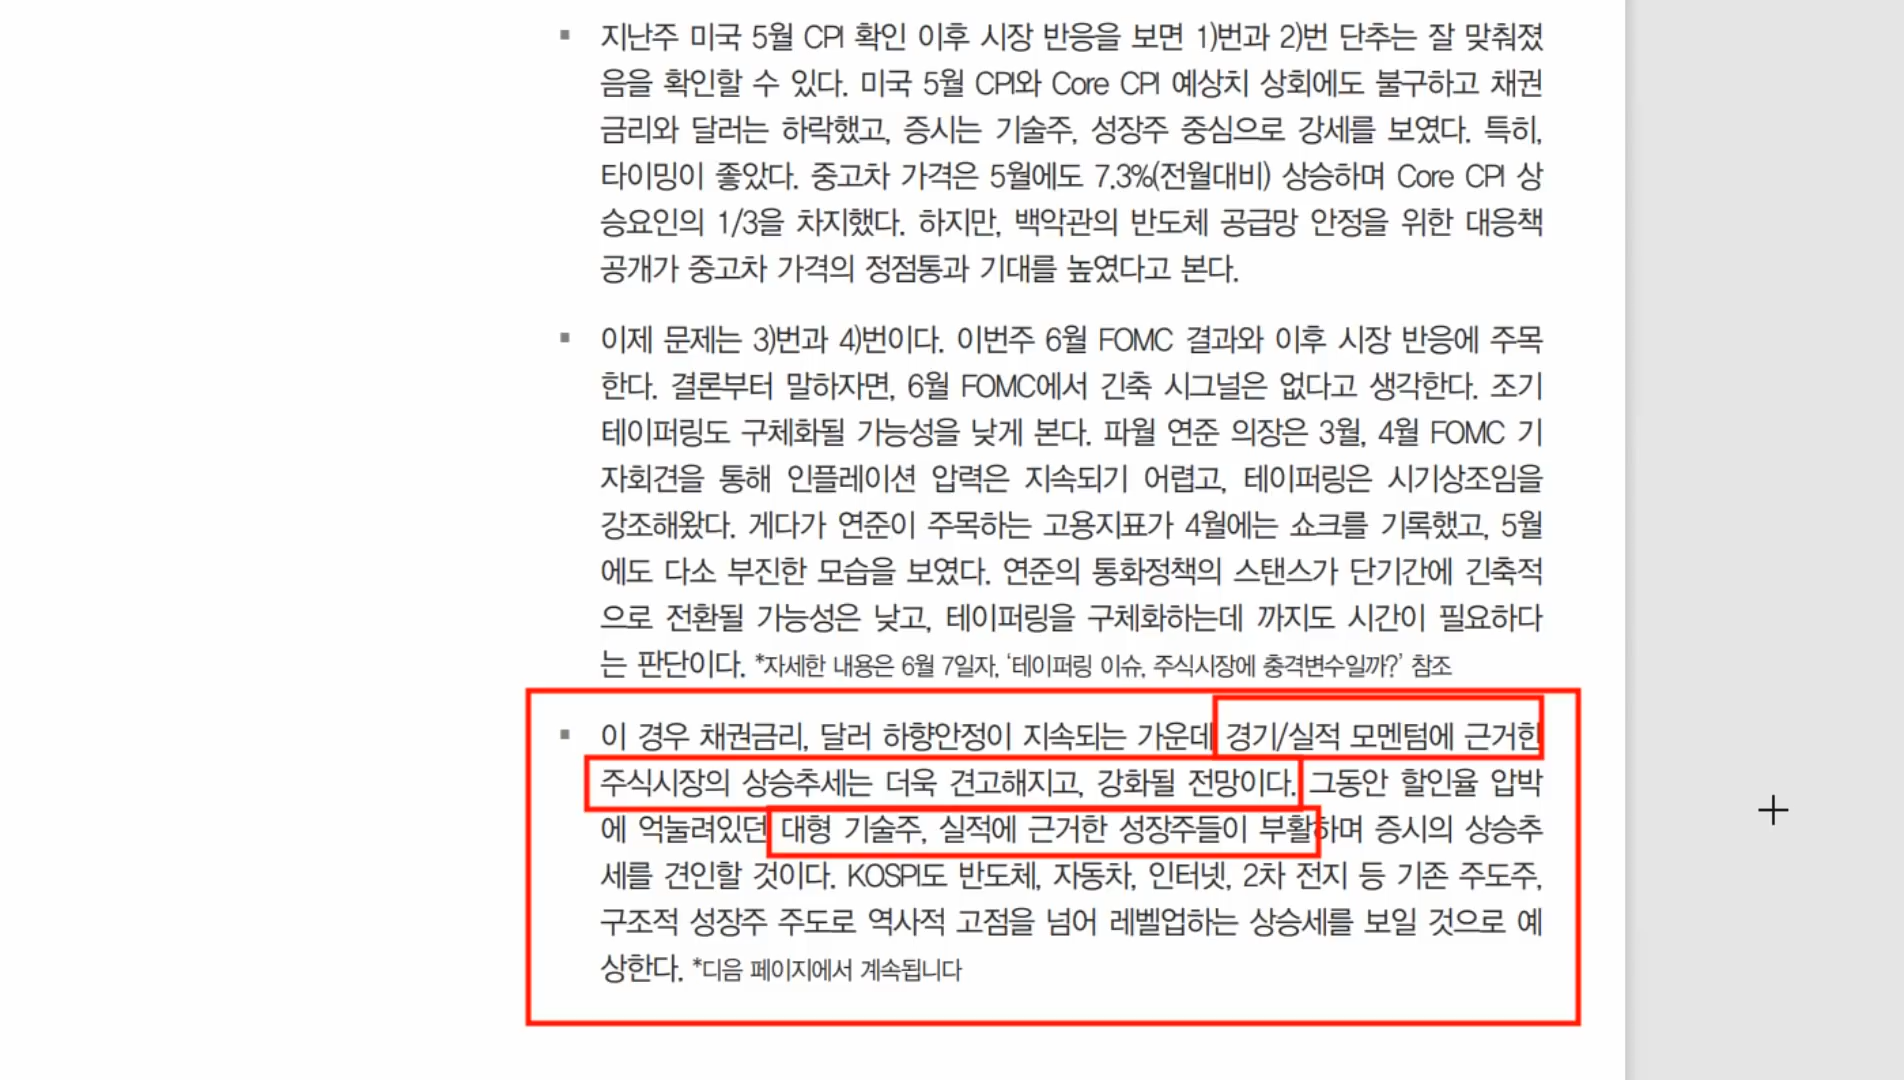 ▪ 지난주 미국 5월 CPI 확인 이후 시장 반응을 보면 1)번과 2)번 단추는 잘 맞춰졌
음을 확인할 수 있다. 미국 5월 CPI와 Core CPI 예상치 상회에도 불구하고 채권
금리와 달러는 하락했고, 증시는 기술주, 성장주 중심으로 강세를 보였다. 특히,
타이밍이 좋았다. 중고차 가격은 5월에도 7.3%(전월대비) 상승하며 Core CPI 상
승요인의 1/3을 차지했다. 하지만, 백악관의 반도체 공급망 안정을 위한 대응책
공개가 중고차 가격의 정점통과 기대를 높였다고 본다.
▪ 이제 문제는 3)번과 4)번이다. 이번주 6월 FOMC 결과와 이후 시장 반응에 주목
한다. 결론부터 말하자면, 6월 FOMC에서 긴축 시그널은 없다고 생각한다. 조기
테이퍼링도 구체화될 가능성을 낮게 본다. 파월 연준 의장은 3월, 4월 FOMC 기
자회견을 통해 인플레이션 압력은 지속되기 어렵고, 테이퍼링은 시기상조임을
강조해왔다. 게다가 연준이 주목하는 고용지표가 4월에는 쇼크를 기록했고, 5월
에도 다소 부진한 모습을 보였다. 연준의 통화정책의 스탠스가 단기간에 긴축적
으로 전환될 가능성은 낮고, 테이퍼링을 구체화하는데 까지도 시간이 필요하다
는 판단이다. *자세한 내용은 6월 7일자, ‘테이퍼링 이슈, 주식시장에 충격변수일까?’ 참조
▪ 이 경우 채권금리, 달러 하향안정이 지속되는 가운데 경기/실적 모멘텀에 근거한
주식시장의 상승추세는 더욱 견고해지고, 강화될 전망이다. 그동안 할인율 압박
에 억눌려있던 대형 기술주, 실적에 근거한 성장주들이 부활하며 증시의 상승추
세를 견인할 것이다. KOSPI도 반도체, 자동차, 인터넷, 2차 전지 등 기존 주도주,
구조적 성장주 주도로 역사적 고점을 넘어 레벨업하는 상승세를 보일 것으로 예
상한다. *디음 페이지에서 계속됩니다